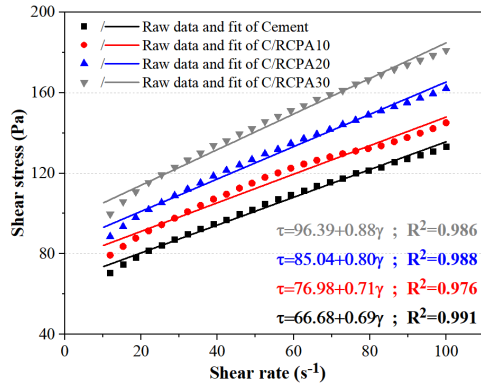 200
160
120
80
40
Shear stress (Pa)
/ Raw data and fit of Cement
/ Raw data and fit of C/RCPA10
/ Raw data and fit of C/RCPA20
/ Raw data and fit of C/RCPA30
τ=96.39+0.88γ ; R²=0.986
τ=85.04+0.80γ ; R²=0.988
τ=76.98+0.71γ ; R²=0.976
τ=66.68+0.69γ ; R²=0.991
0 20 40 60 80 100
Shear rate (s⁻¹)